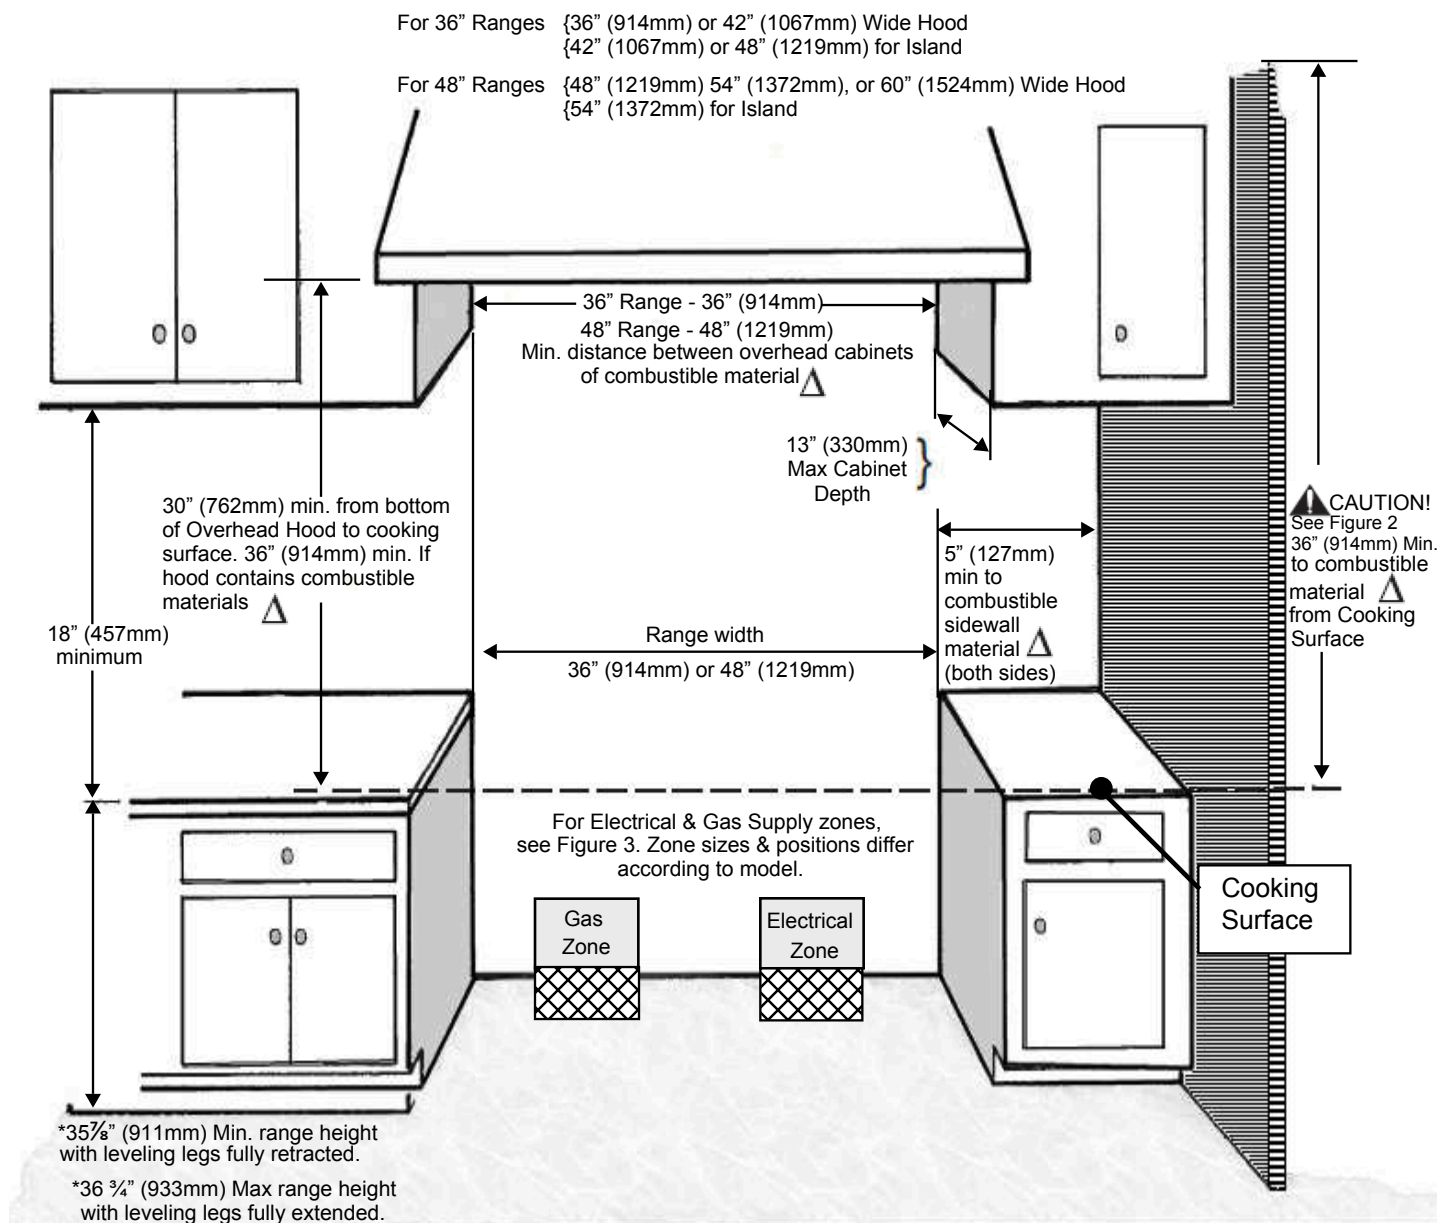 For 36” Ranges {36” (914mm) or 42” (1067mm) Wide Hood
{42” (1067mm) or 48” (1219mm) for Island
For 48” Ranges {48” (1219mm) 54” (1372mm), or 60” (1524mm) Wide Hood
{54” (1372mm) for Island
36” Range - 36” (914mm)
48” Range - 48” (1219mm)
Min. distance between overhead cabinets
of combustible material
13” (330mm)
Max Cabinet
Depth
30” (762mm) min. from bottom
of Overhead Hood to cooking
surface. 36” (914mm) min. If
hood contains combustible
materials
18” (457mm)
minimum
Range width
36” (914mm) or 48” (1219mm)
5” (127mm)
min to
combustible
sidewall
material
(both sides)
CAUTION!
See Figure 2
36” (914mm) Min.
to combustible
material
from Cooking
Surface
For Electrical & Gas Supply zones,
see Figure 3. Zone sizes & positions differ
according to model.
Gas
Zone
Electrical
Zone
Cooking
Surface
*35⅞” (911mm) Min. range height
with leveling legs fully retracted.
*36 ¾” (933mm) Max range height
with leveling legs fully extended.